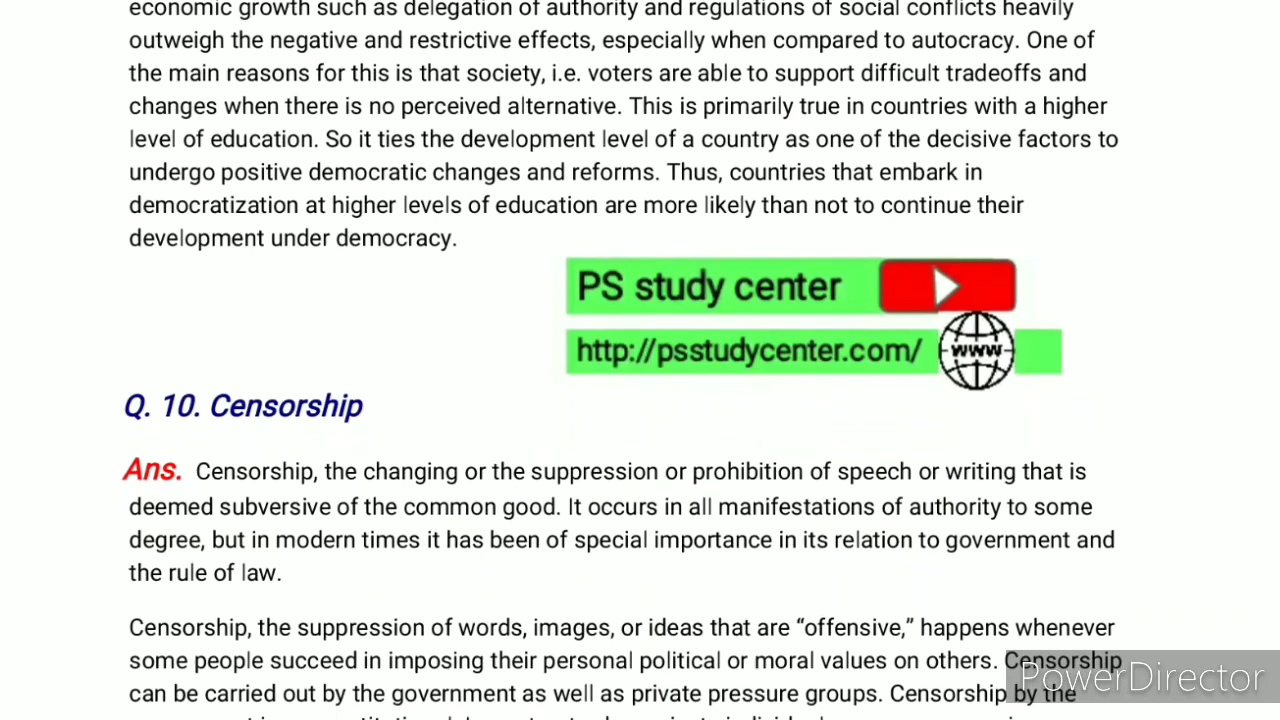 economic growth such as delegation of authority and regulations of social conflicts heavily
outweigh the negative and restrictive effects, especially when compared to autocracy. One of
the main reasons for this is that society, i.e. voters are able to support difficult tradeoffs and
changes when there is no perceived alternative. This is primarily true in countries with a higher
level of education. So it ties the development level of a country as one of the decisive factors to
undergo positive democratic changes and reforms. Thus, countries that embark in
democratization at higher levels of education are more likely than not to continue their
development under democracy.
PS study center
http://psstudycenter.com/
www
Q. 10. Censorship
Ans. Censorship, the changing or the suppression or prohibition of speech or writing that is
deemed subversive of the common good. It occurs in all manifestations of authority to some
degree, but in modern times it has been of special importance in its relation to government and
the rule of law.
Censorship, the suppression of words, images, or ideas that are “offensive,” happens whenever
some people succeed in imposing their personal political or moral values on others. Censorship
can be carried out by the government as well as private pressure groups. Censorship by the
PowerDirector